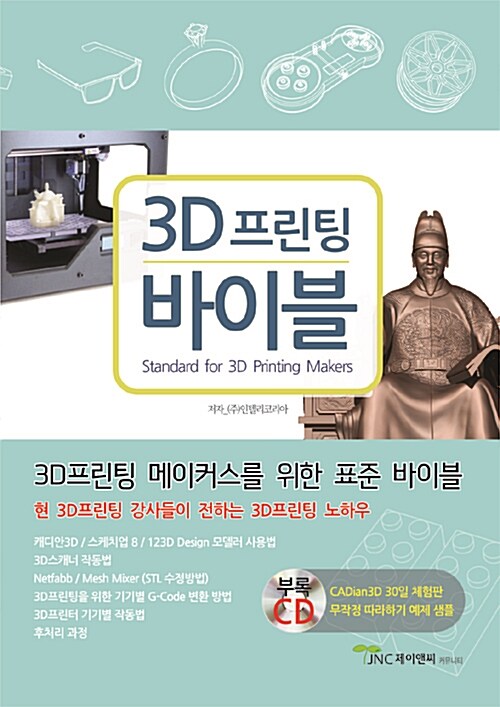 3D 프린팅
바이블
Standard for 3D Printing Makers
저자_(주)인텔리코리아
3D프린팅 메이커스를 위한 표준 바이블
현 3D프린팅 강사들이 전하는 3D프린팅 노하우
캐디안3D / 스케치업 8 / 123D Design 모델러 사용법
3D스캐너 작동법
Netfabb / Mesh Mixer (STL 수정방법)
3D프린팅을 위한 기기별 G-Code 변환 방법
3D프린터 기기별 작동법
후처리 과정
부록
CD
CADian3D 30일 체험판
무작정 따라하기 예제 샘플
JNC 제이앤씨 커뮤니티